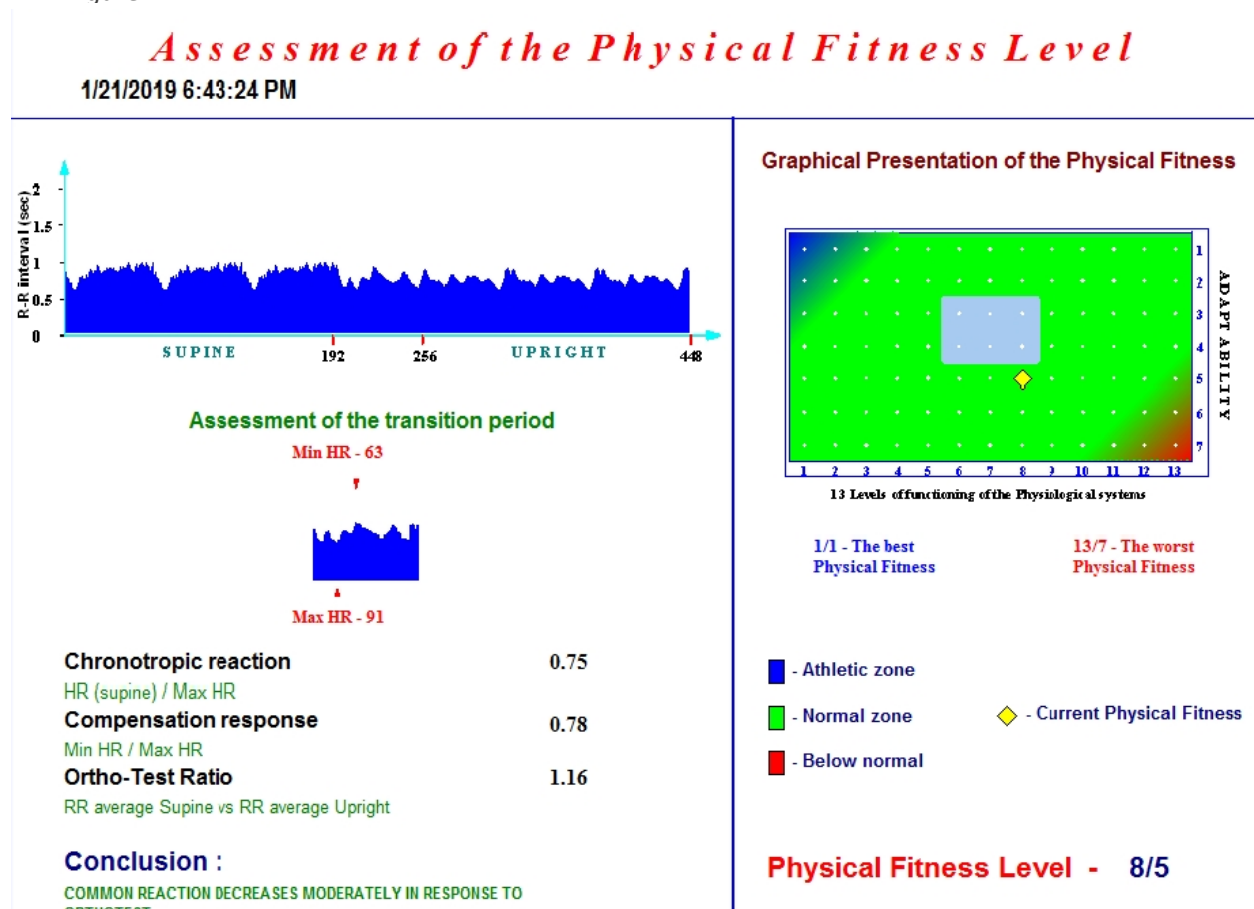 Assessment of the Physical Fitness Level
1/21/2019 6:43:24 PM
R-R interval (sec)
2
1.5
1
0.5
0
SUPINE
192
256
UPRIGHT
448
Assessment of the transition period
Min HR - 63
Max HR - 91
Chronotropic reaction 0.75
HR (supine) / Max HR
Compensation response 0.78
Min HR / Max HR
Ortho-Test Ratio 1.16
RR average Supine vs RR average Upright
Conclusion :
COMMON REACTION DECREASES MODERATELY IN RESPONSE TO
Graphical Presentation of the Physical Fitness
1
2
3
4
5
6
7
ADAPT ABILITY
1 2 3 4 5 6 7 8 9 10 11 12 13
13 Levels of functioning of the Physiological systems
1/1 - The best
Physical Fitness
13/7 - The worst
Physical Fitness
- Athletic zone
- Normal zone
- Current Physical Fitness
- Below normal
Physical Fitness Level - 8/5